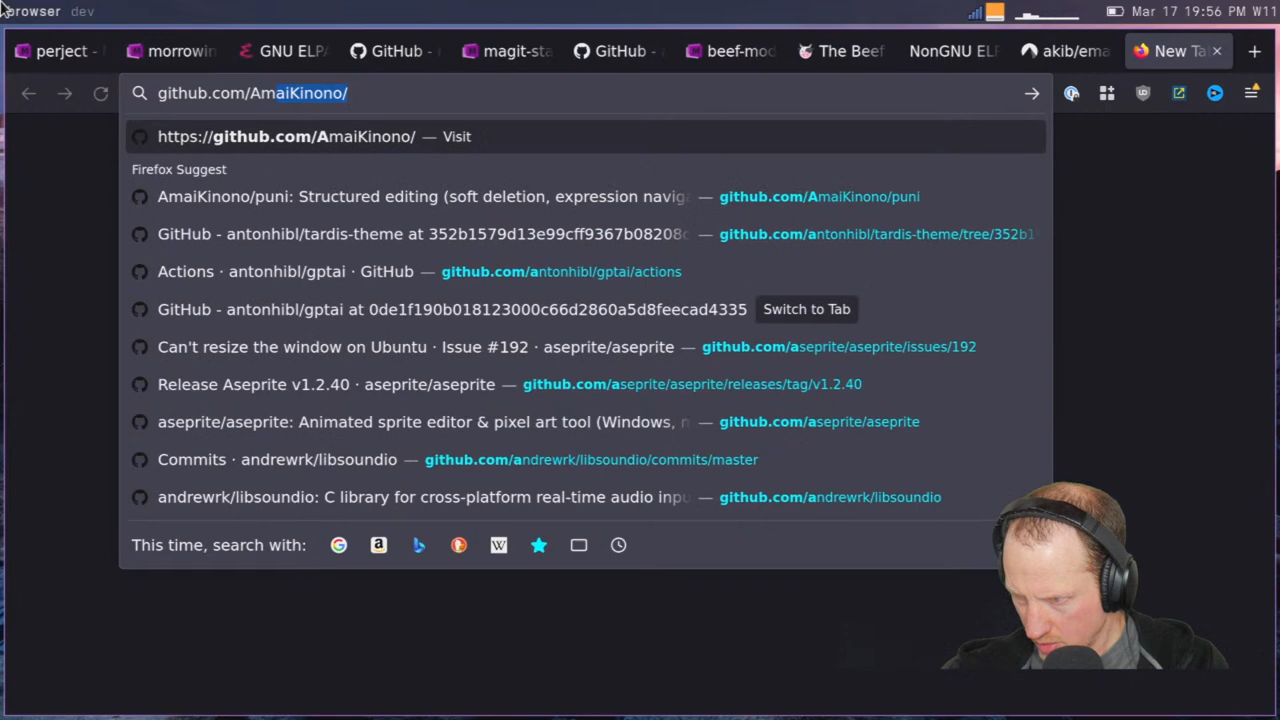 browser dev
Mar 17 19:56 W11
perject -
morrowin
GNU ELPA
GitHub -
magit-sta
GitHub -
beef-mod
The Beef
NonGNU ELP
akib/ema
New Ta
github.com/AmaiKinono/
https://github.com/AmaiKinono/ — Visit
Firefox Suggest
AmaiKinono/puni: Structured editing (soft deletion, expression naviga — github.com/AmaiKinono/puni
GitHub - antonhibl/tardis-theme at 352b1579d13e99cff9367b08208 — github.com/antonhibl/tardis-theme/tree/352b1
Actions · antonhibl/gptai · GitHub — github.com/antonhibl/gptai/actions
GitHub - antonhibl/gptai at 0de1f190b018123000c66d2860a5d8feecad4335 Switch to Tab
Can't resize the window on Ubuntu · Issue #192 · aseprite/aseprite — github.com/aseprite/aseprite/issues/192
Release Aseprite v1.2.40 · aseprite/aseprite — github.com/aseprite/aseprite/releases/tag/v1.2.40
aseprite/aseprite: Animated sprite editor & pixel art tool (Windows, — github.com/aseprite/aseprite
Commits · andrewrk/libsoundio — github.com/andrewrk/libsoundio/commits/master
andrewrk/libsoundio: C library for cross-platform real-time audio inpu — github.com/andrewrk/libsoundio
This time, search with: